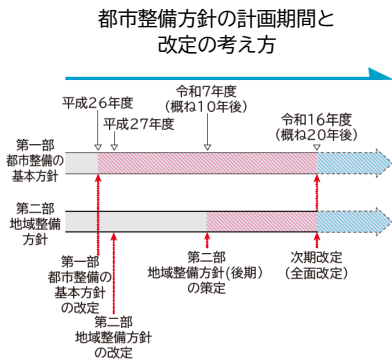 都市整備方針の計画期間と
改定の考え方
平成26年度
平成27年度
令和7年度
(概ね10年後)
令和16年度
(概ね20年後)
第一部
都市整備の
基本方針
第二部
地域整備
方針
第一部
都市整備の
基本方針
の改定
第二部
地域整備方針
の改定
第二部
地域整備方針(後期)
の策定
次期改定
(全面改定)